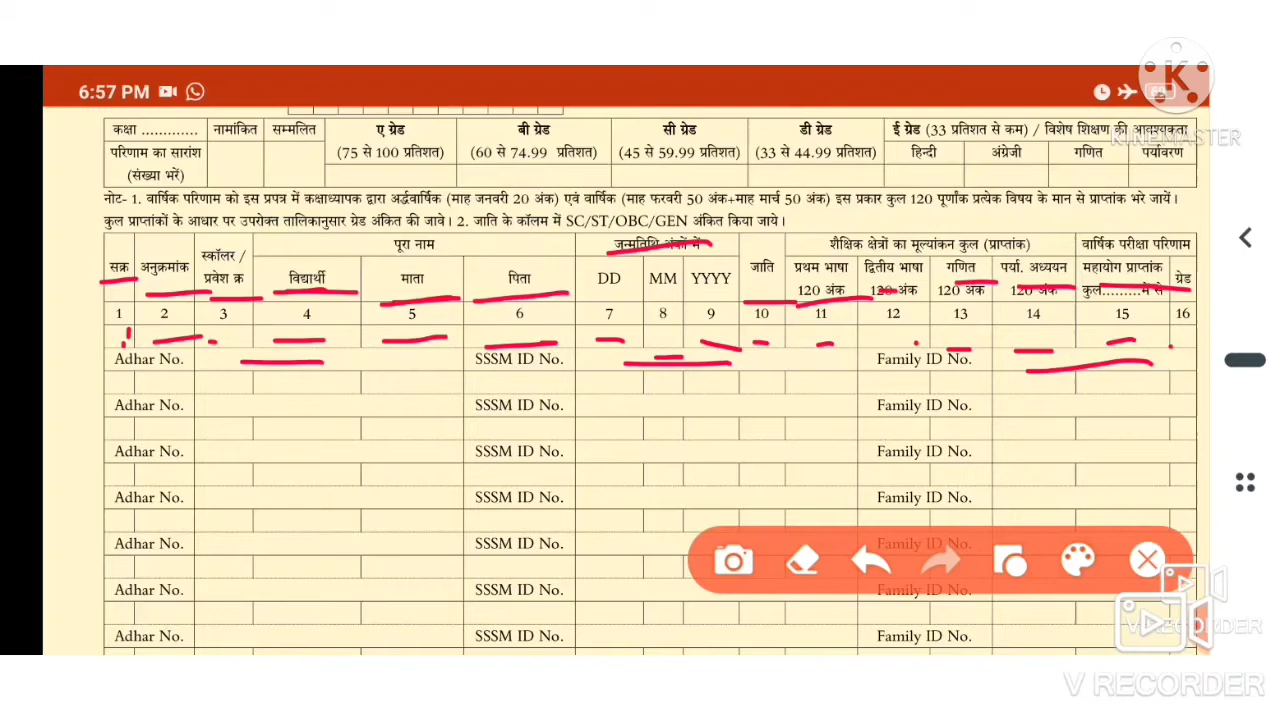 6:57 PM
KINEMASTER
कक्षा ............. नामांकित सम्मलित ए ग्रेड बी ग्रेड सी ग्रेड डी ग्रेड ई ग्रेड (33 प्रतिशत से कम) / विशेष शिक्षण की आवश्यकता
परिणाम का सारांश (75 से 100 प्रतिशत) (60 से 74.99 प्रतिशत) (45 से 59.99 प्रतिशत) (33 से 44.99 प्रतिशत) हिन्दी अंग्रेजी गणित पर्यावरण
(संख्या भरें)
नोट- 1. वार्षिक परिणाम को इस प्रपत्र में कक्षाध्यापक द्वारा अर्द्धवार्षिक (माह जनवरी 20 अंक) एवं वार्षिक (माह फरवरी 50 अंक+माह मार्च 50 अंक) इस प्रकार कुल 120 पूर्णांक प्रत्येक विषय के मान से प्राप्तांक भरे जायें।
कुल प्राप्तांकों के आधार पर उपरोक्त तालिकानुसार ग्रेड अंकित की जावे। 2. जाति के कॉलम में SC/ST/OBC/GEN अंकित किया जाये।
सक्र अनुक्रमांक स्कॉलर / प्रवेश क्र पूरा नाम जन्मतिथि अंकों में जाति शैक्षिक क्षेत्रों का मूल्यांकन कुल (प्राप्तांक) वार्षिक परीक्षा परिणाम
विद्यार्थी माता पिता DD MM YYYY प्रथम भाषा द्वितीय भाषा गणित पर्या. अध्ययन महायोग प्राप्तांक ग्रेड
120 अंक 120 अंक 120 अंक 120 अंक कुल.........में से
1 2 3 4 5 6 7 8 9 10 11 12 13 14 15 16
Adhar No. SSSM ID No. Family ID No.
Adhar No. SSSM ID No. Family ID No.
Adhar No. SSSM ID No. Family ID No.
Adhar No. SSSM ID No. Family ID No.
Adhar No. SSSM ID No. Family ID No.
Adhar No. SSSM ID No. Family ID No.
Adhar No. SSSM ID No. Family ID No.
V RECORDER
V RECORDER